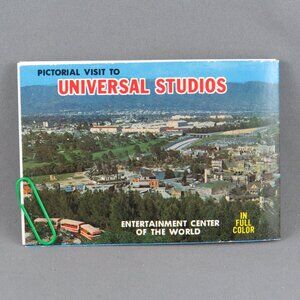 PICTORIAL VISIT TO
UNIVERSAL STUDIOS
ENTERTAINMENT CENTER
OF THE WORLD
IN
FULL
COLOR